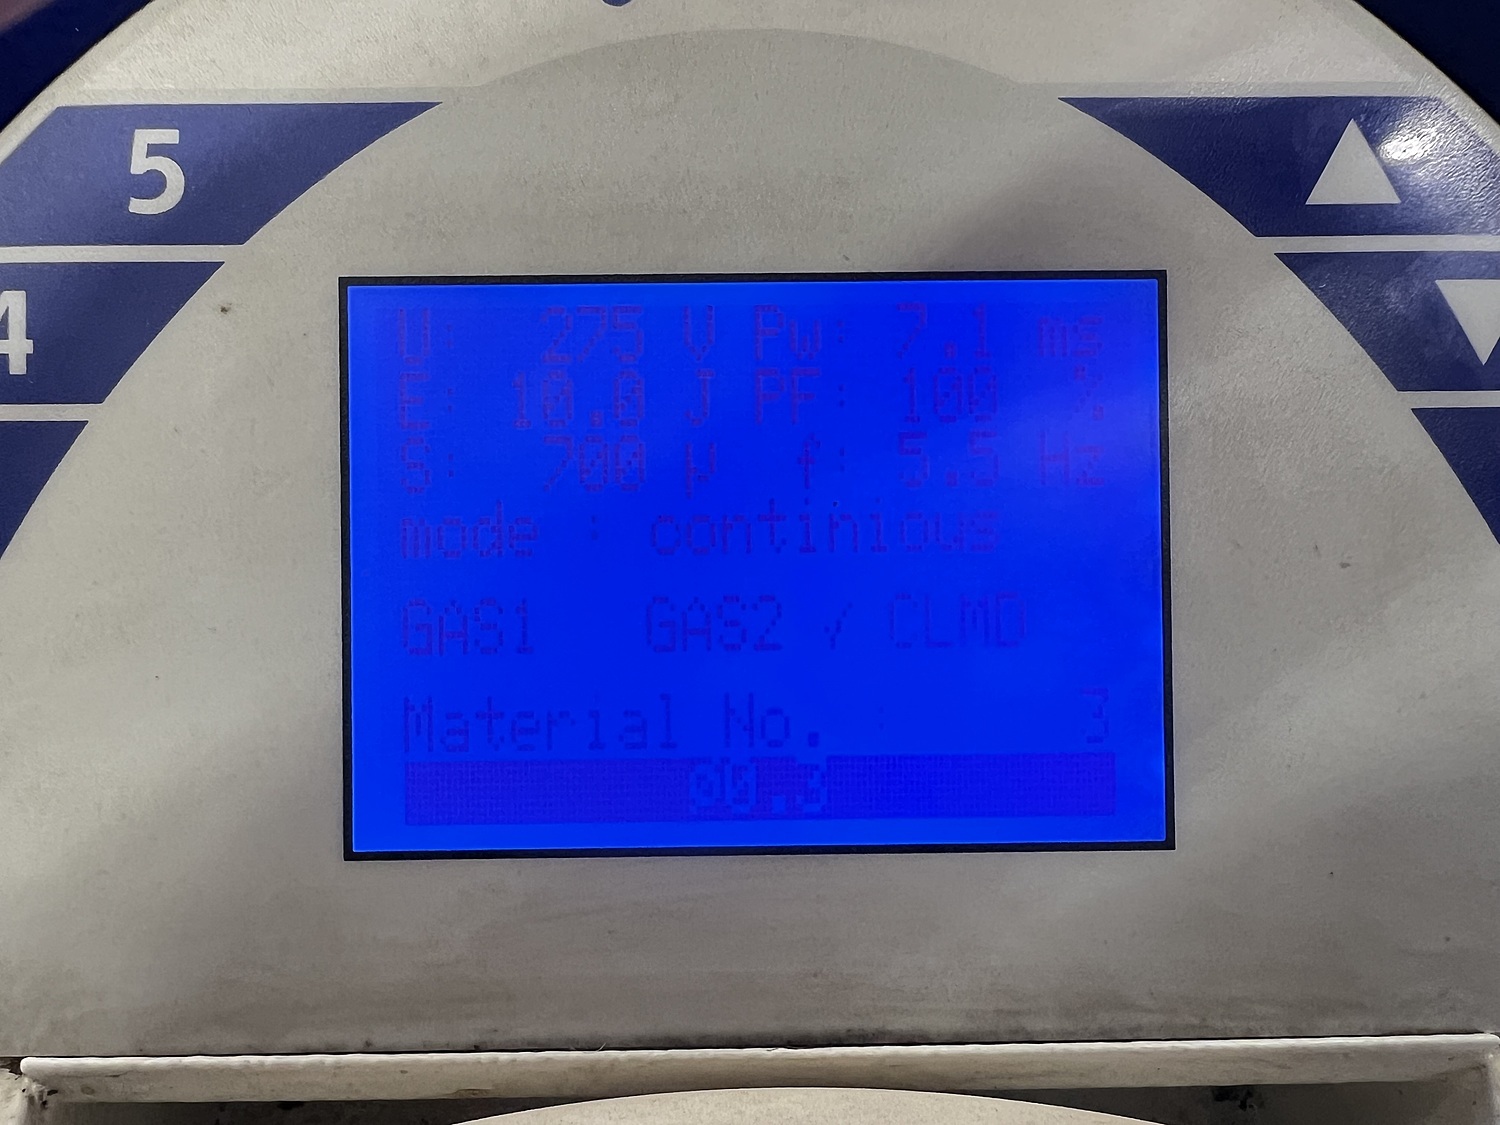 5
4
U: 275 V Pw: 7.1 ms
E: 10.0 J PF: 100 %
S: 700 µ f: 5.5 Hz
mode : continious
GAS1 GAS2 / CLMD
Material No. : 3